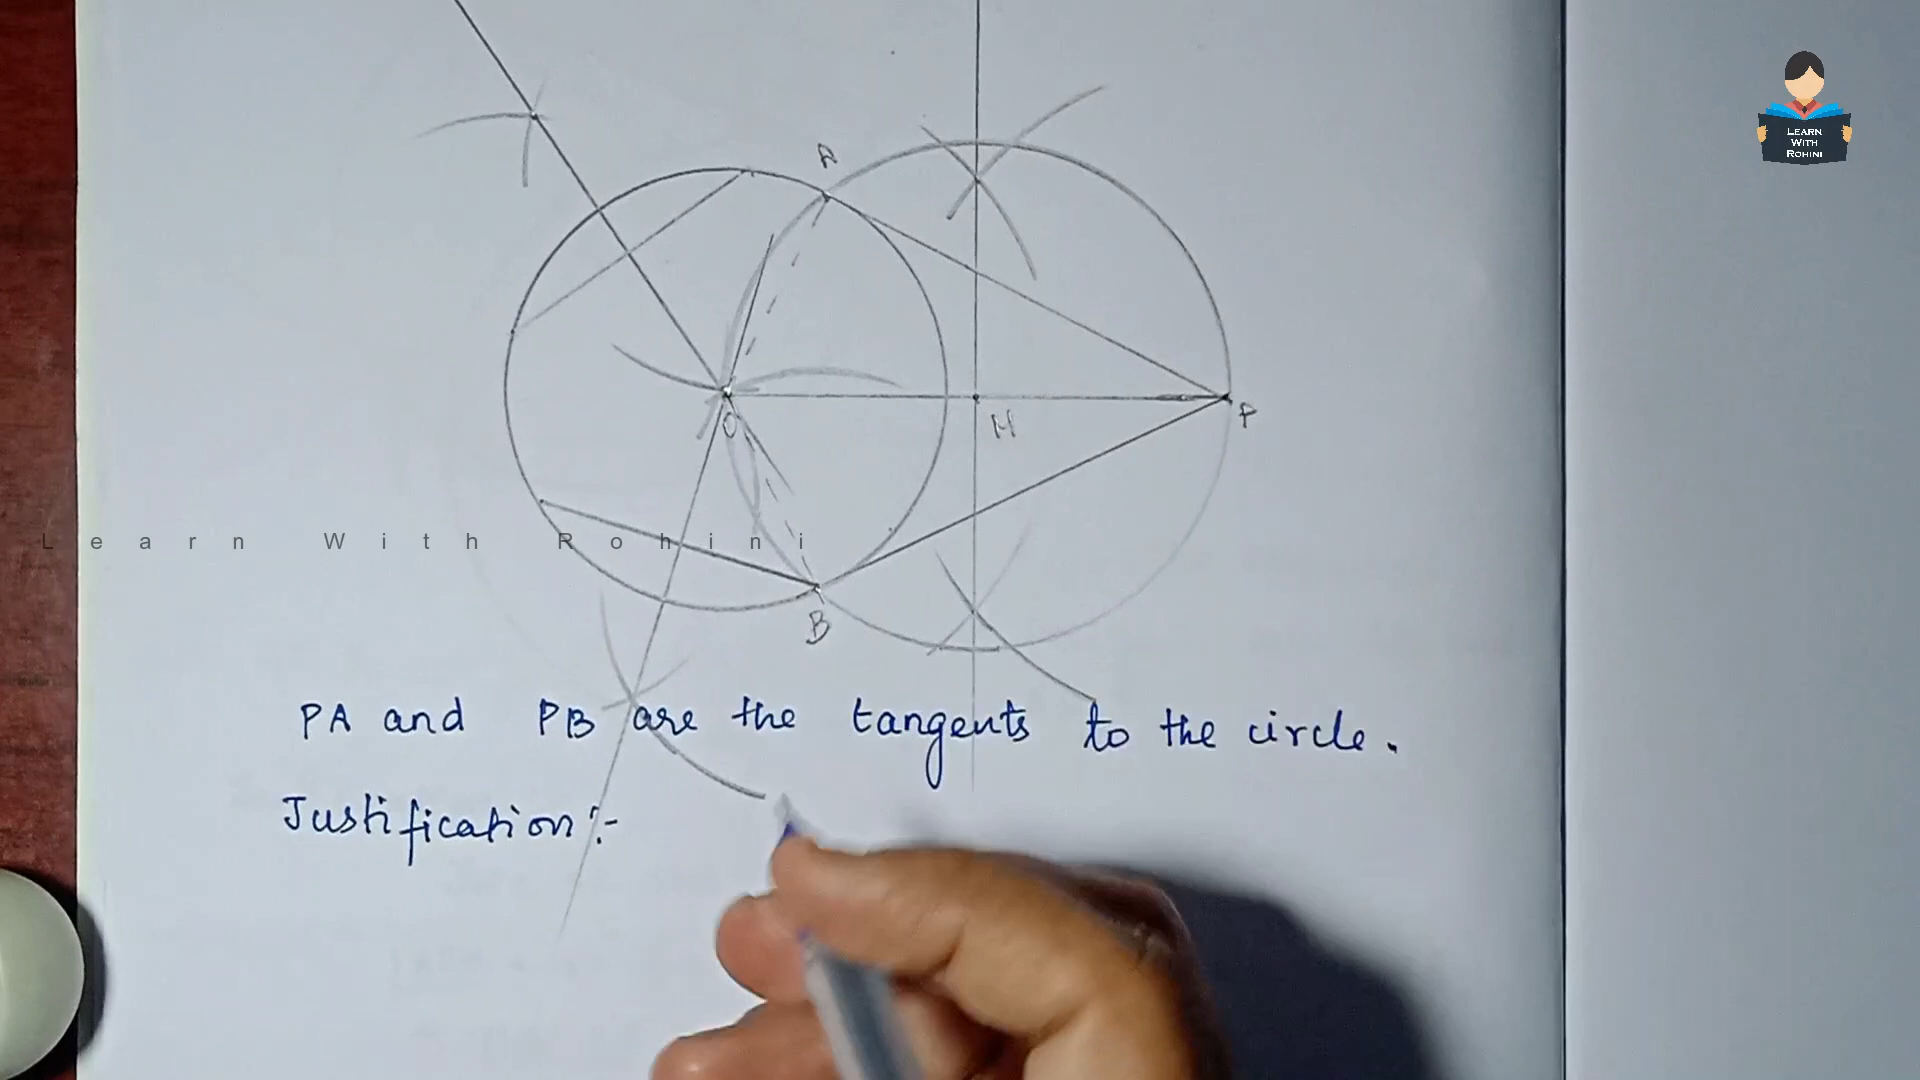 LEARN
WITH
ROHINI
A
O
M
P
Learn With Rohini
B
PA and PB are the tangents to the circle.
Justification :-